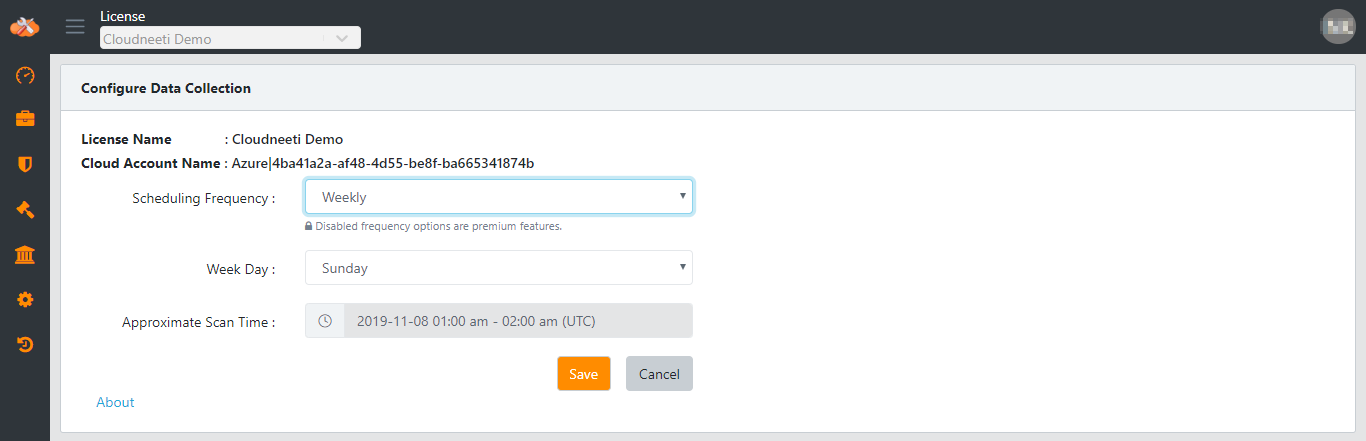 License
Cloudneeti Demo
Configure Data Collection
License Name : Cloudneeti Demo
Cloud Account Name : Azure|4ba41a2a-af48-4d55-be8f-ba665341874b
Scheduling Frequency : Weekly
Disabled frequency options are premium features.
Week Day : Sunday
Approximate Scan Time : 2019-11-08 01:00 am - 02:00 am (UTC)
Save Cancel
About